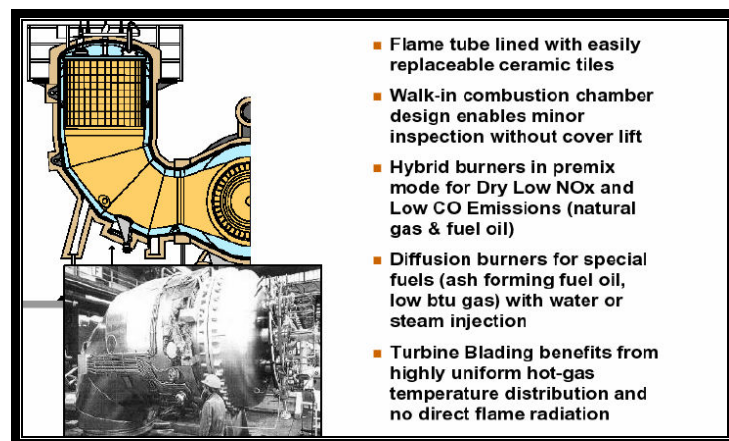 Flame tube lined with easily
replaceable ceramic tiles
Walk-in combustion chamber
design enables minor
inspection without cover lift
Hybrid burners in premix
mode for Dry Low NOx and
Low CO Emissions (natural
gas & fuel oil)
Diffusion burners for special
fuels (ash forming fuel oil,
low btu gas) with water or
steam injection
Turbine Blading benefits from
highly uniform hot-gas
temperature distribution and
no direct flame radiation